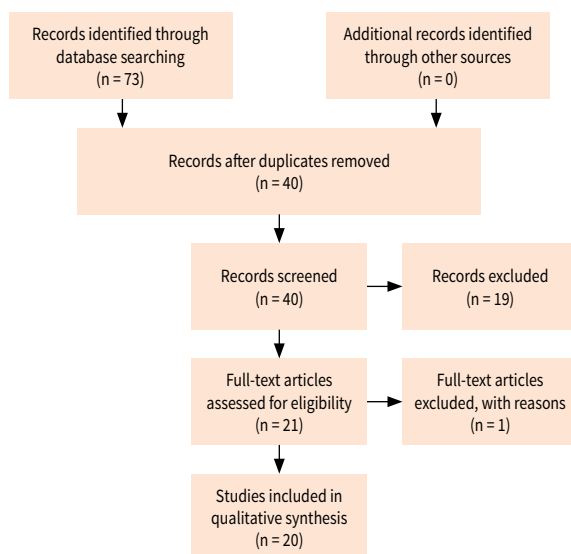 Records identified through
database searching
(n = 73)
Additional records identified
through other sources
(n = 0)
Records after duplicates removed
(n = 40)
Records screened
(n = 40)
Records excluded
(n = 19)
Full-text articles
assessed for eligibility
(n = 21)
Full-text articles
excluded, with reasons
(n = 1)
Studies included in
qualitative synthesis
(n = 20)